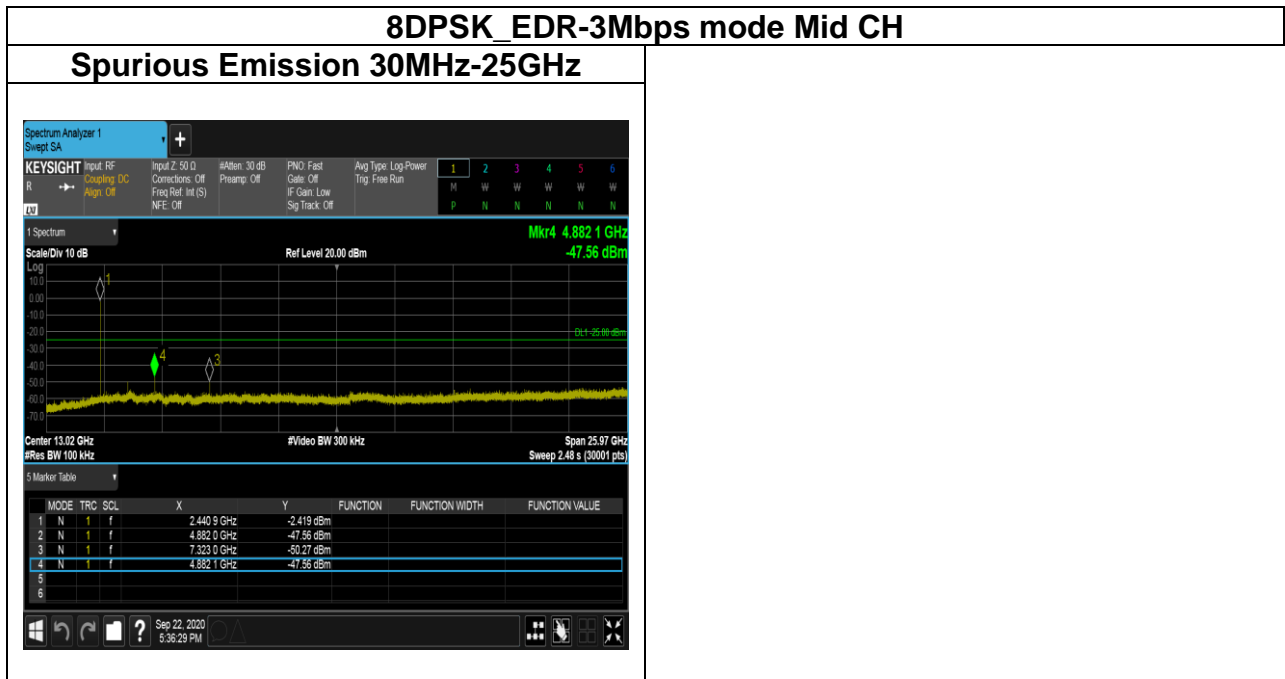 8DPSK_EDR-3Mbps mode Mid CH
Spurious Emission 30MHz-25GHz
Spectrum Analyzer 1
Swept SA
+
KEYSIGHT Input: RF Input Z: 50 Ω #Atten: 30 dB PNO: Fast Avg Type: Log-Power 1 2 3 4 5 6
R Coupling: DC Corrections: Off Preamp: Off Gate: Off Trig: Free Run M W W W W W
Align: Off Freq Ref: Int (S) IF Gain: Low
LXI NFE: Off Sig Track: Off P N N N N N
1 Spectrum Mkr4 4.882 1 GHz
Scale/Div 10 dB Ref Level 20.00 dBm -47.56 dBm
Log
10.0 1
0.00
-10.0
-20.0
DL1 -25.00 dBm
-30.0
4 3
-40.0
-50.0
-60.0
-70.0
Center 13.02 GHz #Video BW 300 kHz Span 25.97 GHz
#Res BW 100 kHz Sweep 2.48 s (30001 pts)
5 Marker Table
MODE TRC SCL X Y FUNCTION FUNCTION WIDTH FUNCTION VALUE
1 N 1 f 2.440 9 GHz -2.419 dBm
2 N 1 f 4.882 0 GHz -47.56 dBm
3 N 1 f 7.323 0 GHz -50.27 dBm
4 N 1 f 4.882 1 GHz -47.56 dBm
5
6
? Sep 22, 2020
5:36:29 PM